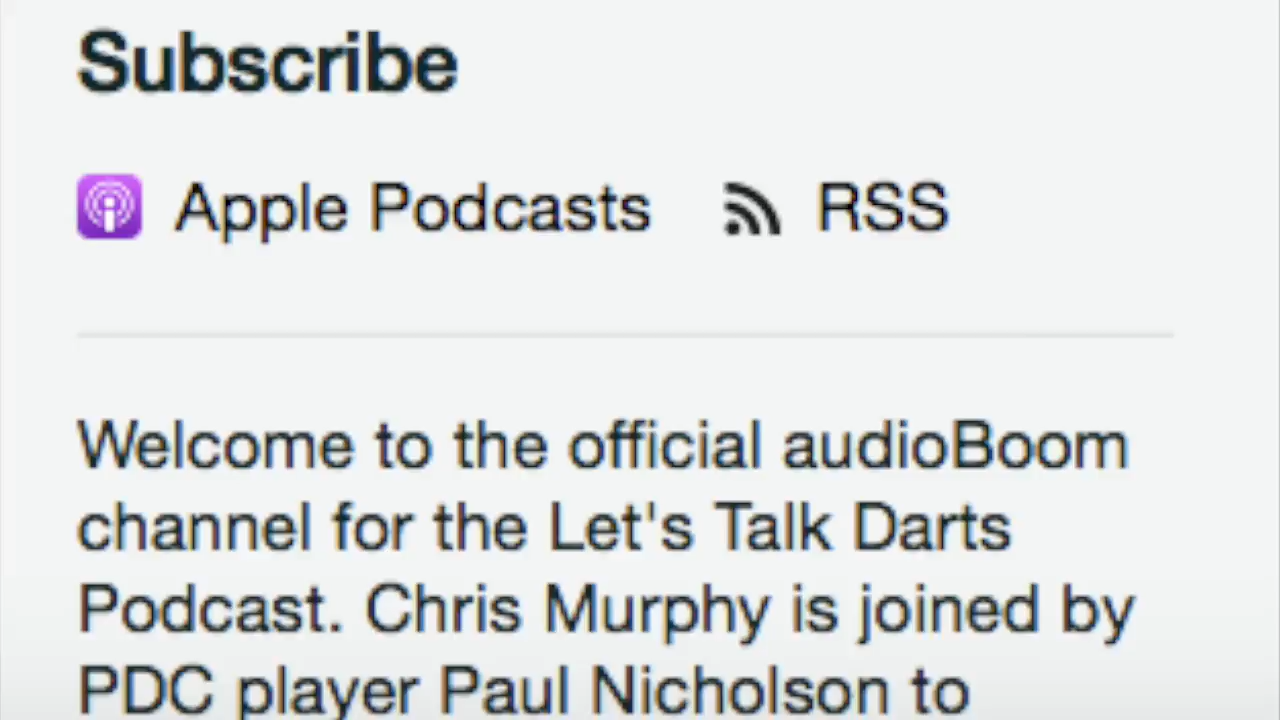 Subscribe
Apple Podcasts RSS
Welcome to the official audioBoom
channel for the Let's Talk Darts
Podcast. Chris Murphy is joined by
PDC player Paul Nicholson to